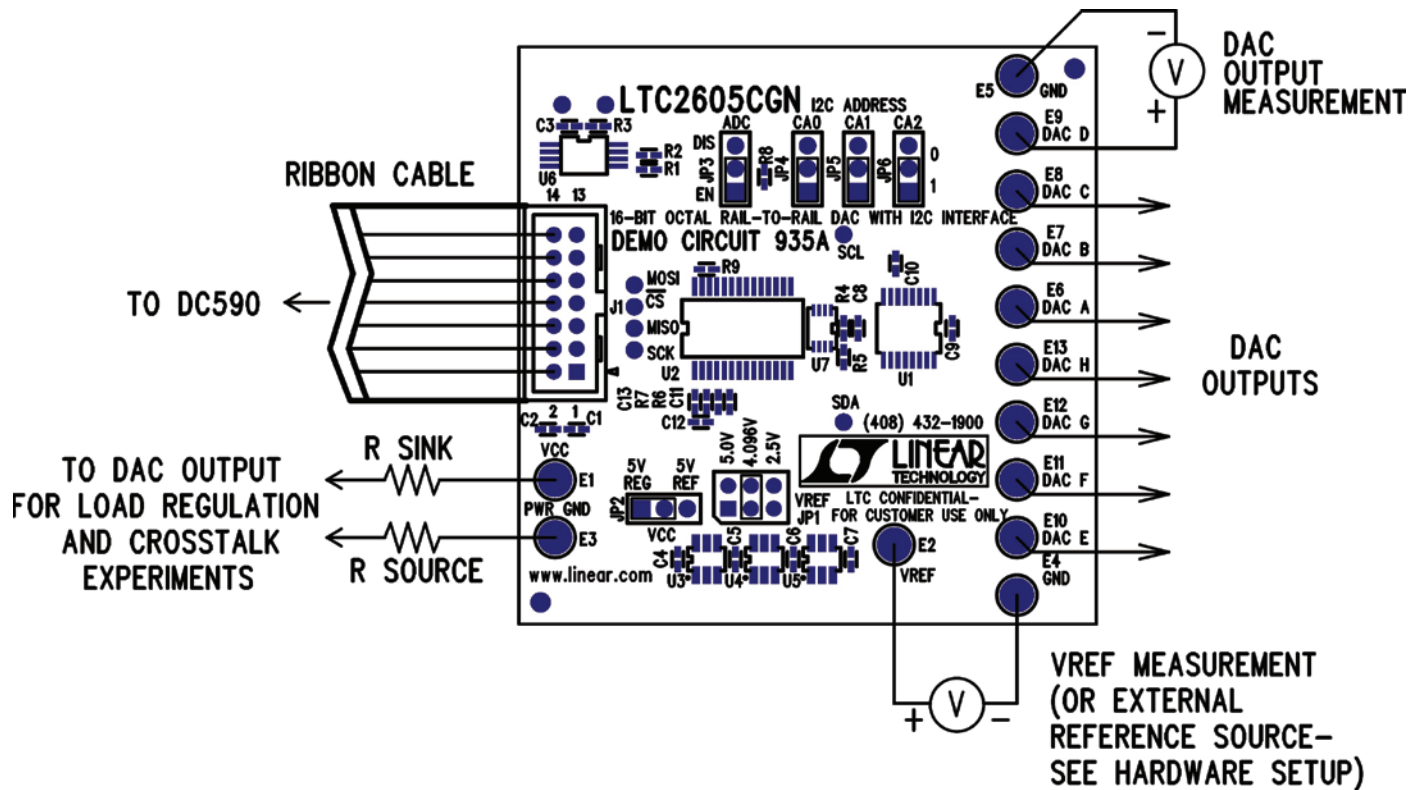 DAC
OUTPUT
MEASUREMENT
-
V
+
LTC2605CGN
I2C ADDRESS
E5
GND
E9
DAC D
E8
DAC C
E7
DAC B
E6
DAC A
E13
DAC H
E12
DAC G
E11
DAC F
E10
DAC E
E4
GND
DAC
OUTPUTS
C3
R3
U6
R2
R1
ADC
DIS
JP3
EN
R8
CA0
JP4
CA1
JP5
CA2
JP6
0
1
RIBBON CABLE
14 13
16-BIT OCTAL RAIL-TO-RAIL DAC WITH I2C INTERFACE
DEMO CIRCUIT 935A
SCL
TO DC590
J1
MOSI
CS
MISO
SCK
R9
U2
R4
C8
U7
R5
C10
U1
C9
2 1
C2
C1
C13
R7
R6
C11
C12
SDA
(408) 432-1900
LINEAR
TECHNOLOGY
LTC CONFIDENTIAL-
FOR CUSTOMER USE ONLY
VCC
E1
PWR GND
E3
R SINK
TO DAC OUTPUT
FOR LOAD REGULATION
AND CROSSTALK
EXPERIMENTS
R SOURCE
5V
REG
5V
REF
JP2
VCC
5.0V
4.096V
2.5V
VREF
JP1
C4
U3
C5
U4
C6
U5
C7
www.linear.com
E2
VREF
+
V
-
VREF MEASUREMENT
(OR EXTERNAL
REFERENCE SOURCE-
SEE HARDWARE SETUP)